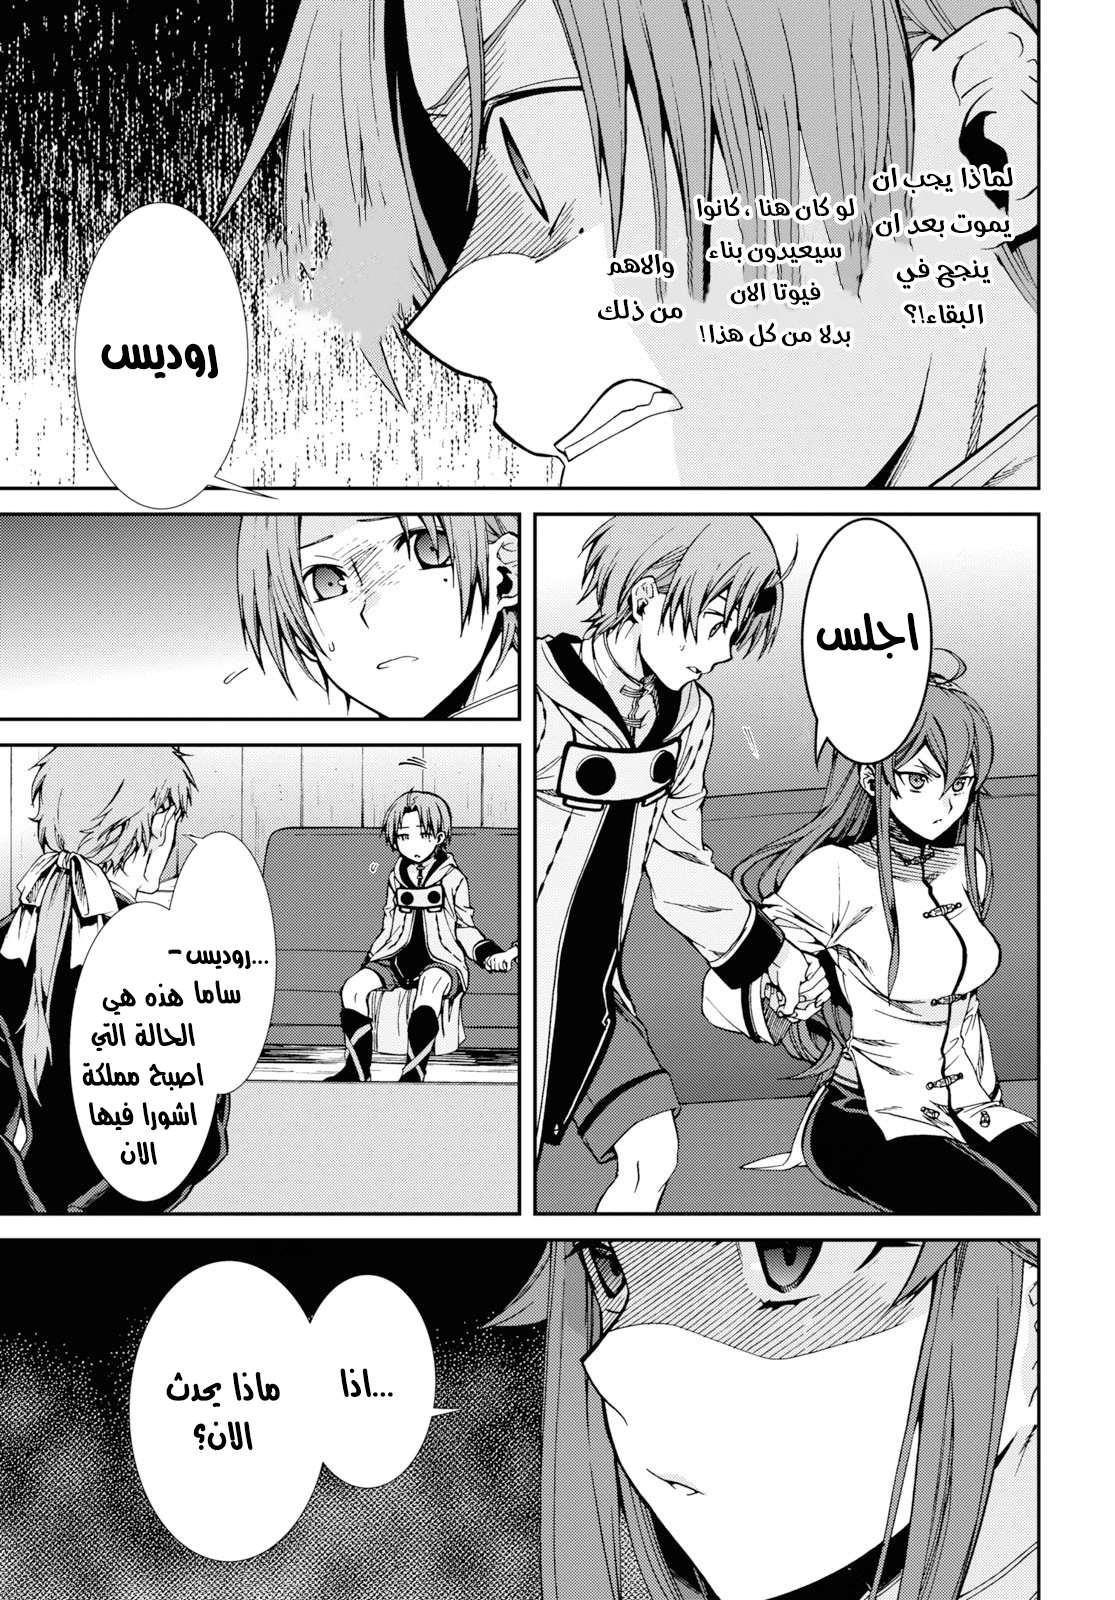 لماذا يجب ان
يموت بعد ان
ينجح في
البقاء!؟
لو كان هنا ، كانوا
سيعيدون بناء
فيوتا الان
بدلا من كل هذا!
والاهم
من ذلك
روديس
اجلس
...روديس-
ساما هذه هي
الحالة التي
اصبح مملكة
اشورا فيها
الان
...اذا
ماذا يحدث
الان؟